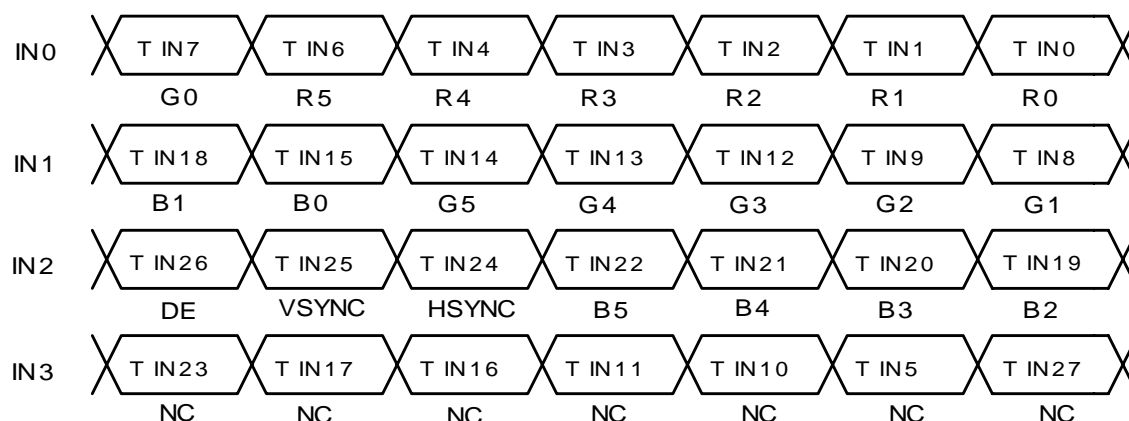 IN0 T IN7 T IN6 T IN4 T IN3 T IN2 T IN1 T IN0
G0 R5 R4 R3 R2 R1 R0
IN1 T IN18 T IN15 T IN14 T IN13 T IN12 T IN9 T IN8
B1 B0 G5 G4 G3 G2 G1
IN2 T IN26 T IN25 T IN24 T IN22 T IN21 T IN20 T IN19
DE VSYNC HSYNC B5 B4 B3 B2
IN3 T IN23 T IN17 T IN16 T IN11 T IN10 T IN5 T IN27
NC NC NC NC NC NC NC